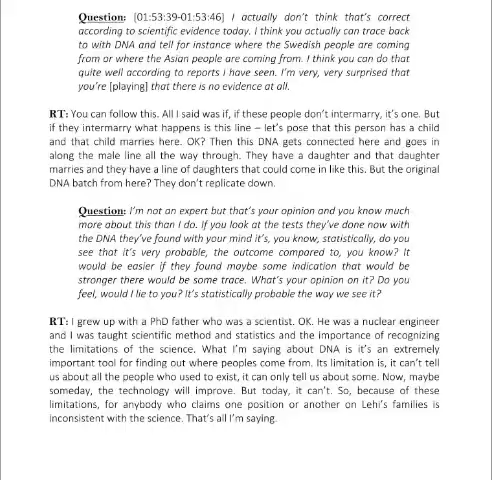 Question: [01:53:39-01:53:46] I actually don't think that's correct
according to scientific evidence today. I think you actually can trace back
to with DNA and tell for instance where the Swedish people are coming
from or where the Asian people are coming from. I think you can do that
quite well according to reports I have seen. I'm very, very surprised that
you're [playing] that there is no evidence at all.
RT: You can follow this. All I said was if, if these people don't intermarry, it's one. But
if they intermarry what happens is this line – let's pose that this person has a child
and that child marries here. OK? Then this DNA gets connected here and goes in
along the male line all the way through. They have a daughter and that daughter
marries and they have a line of daughters that could come in like this. But the original
DNA batch from here? They don't replicate down.
Question: I'm not an expert but that's your opinion and you know much
more about this than I do. If you look at the tests they've done now with
the DNA they've found with your mind it's, you know, statistically, do you
see that it's very probable, the outcome compared to, you know? It
would be easier if they found maybe some indication that would be
stronger there would be some trace. What's your opinion on it? Do you
feel, would I lie to you? It's statistically probable the way we see it?
RT: I grew up with a PhD father who was a scientist. OK. He was a nuclear engineer
and I was taught scientific method and statistics and the importance of recognizing
the limitations of the science. What I'm saying about DNA is it's an extremely
important tool for finding out where peoples come from. Its limitation is, it can't tell
us about all the people who used to exist, it can only tell us about some. Now, maybe
someday, the technology will improve. But today, it can't. So, because of these
limitations, for anybody who claims one position or another on Lehi's families is
inconsistent with the science. That's all I'm saying.